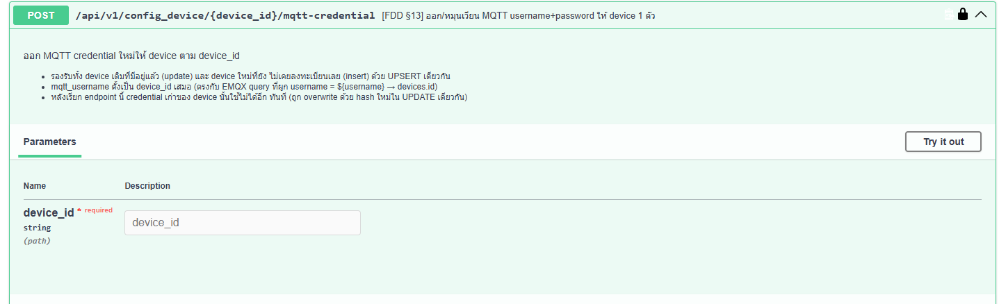 POST /api/v1/config_device/{device_id}/mqtt-credential [FDD §13] ออก/หมุนเวียน MQTT username+password ให้ device 1 ตัว
ออก MQTT credential ใหม่ให้ device ตาม device_id
• รองรับทั้ง device เดิมที่มีอยู่แล้ว (update) และ device ใหม่ที่ยัง ไม่เคยลงทะเบียนเลย (insert) ด้วย UPSERT เดียวกัน
• mqtt_username ตั้งเป็น device_id เสมอ (ตรงกับ EMQX query ที่ผูก username = ${username} → devices.id)
• หลังเรียก endpoint นี้ credential เก่าของ device นั้นใช้ไม่ได้อีก ทันที (ถูก overwrite ด้วย hash ใหม่ใน UPDATE เดียวกัน)
Parameters Try it out
Name Description
device_id * required
string
(path)
device_id